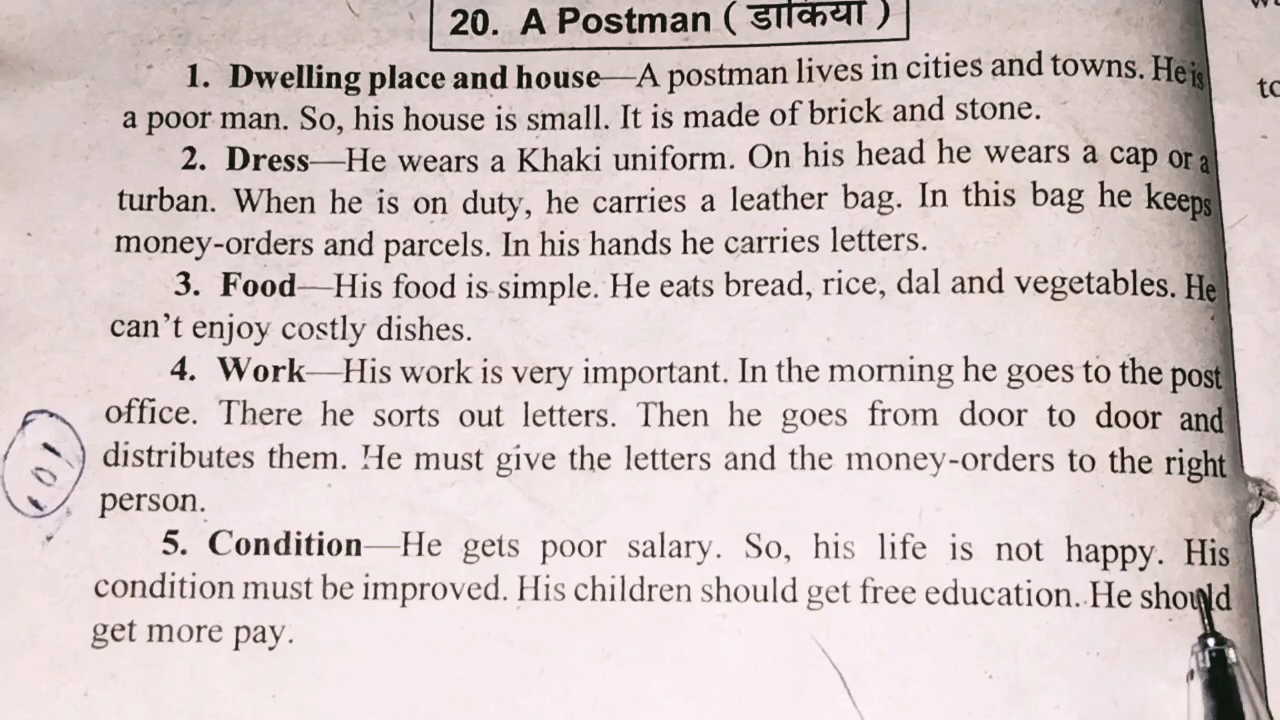 20. A Postman ( डाकिया )
1. Dwelling place and house—A postman lives in cities and towns. He is
a poor man. So, his house is small. It is made of brick and stone.
2. Dress—He wears a Khaki uniform. On his head he wears a cap or a
turban. When he is on duty, he carries a leather bag. In this bag he keeps
money-orders and parcels. In his hands he carries letters.
3. Food—His food is simple. He eats bread, rice, dal and vegetables. He
can't enjoy costly dishes.
4. Work—His work is very important. In the morning he goes to the post
office. There he sorts out letters. Then he goes from door to door and
distributes them. He must give the letters and the money-orders to the right
person.
5. Condition—He gets poor salary. So, his life is not happy. His
condition must be improved. His children should get free education. He should
get more pay.